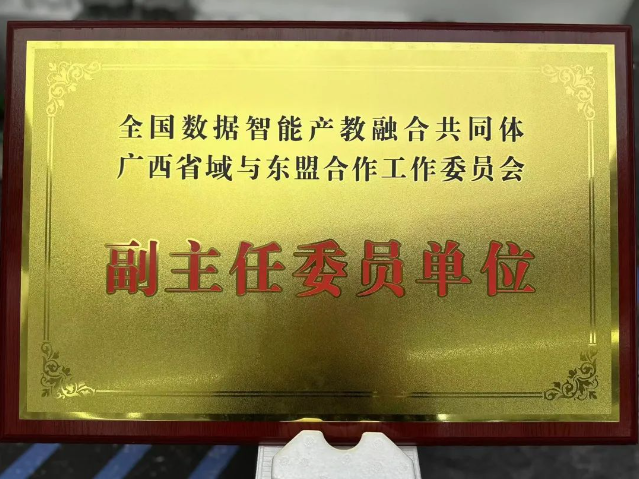 全国数据智能产教融合共同体
广西省域与东盟合作工作委员会
副主任委员单位